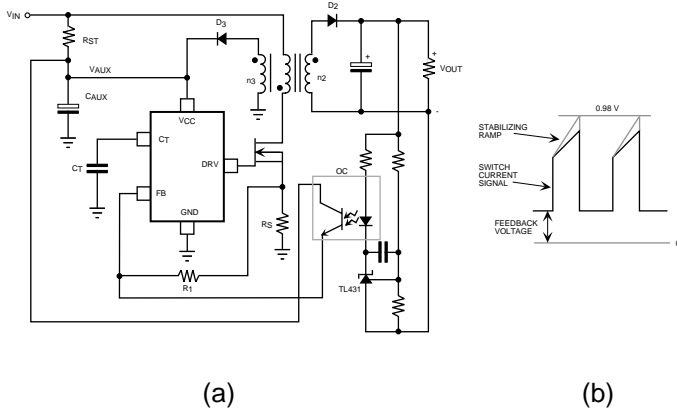 VIN
RST
VAUX
CAUX
D3
n3
n2
D2
+
+
VOUT
-
VCC
CT
CT
DRV
FB
GND
RS
R1
OC
TL431
(a)
0.98 V
STABILIZING
RAMP
SWITCH
CURRENT
SIGNAL
FEEDBACK
VOLTAGE
(b)